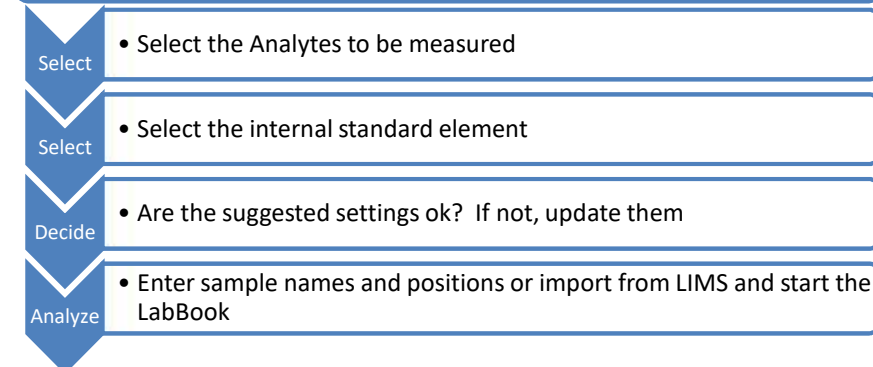 Select
• Select the Analytes to be measured
Select
• Select the internal standard element
Decide
• Are the suggested settings ok?  If not, update them
Analyze
• Enter sample names and positions or import from LIMS and start the
LabBook